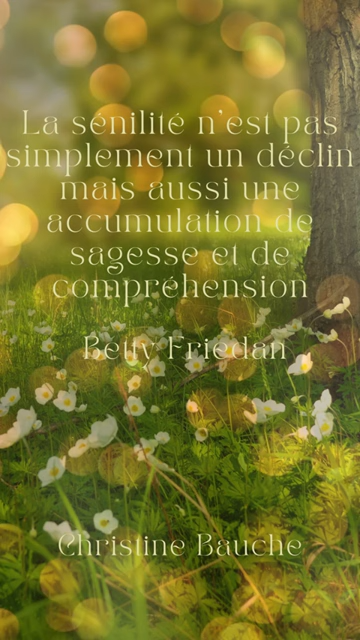 La sénilité n'est pas
simplement un déclin
mais aussi une
accumulation de
sagesse et de
compréhension
Betty Friedan
Christine Bauche